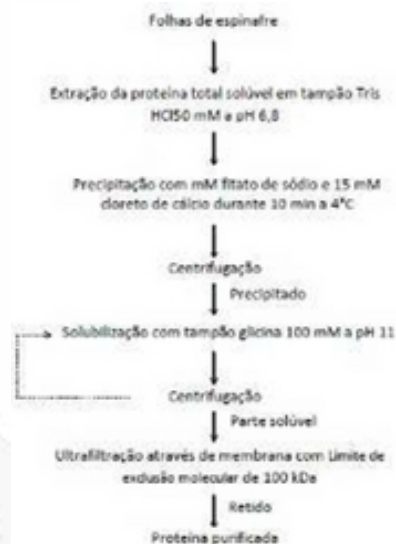 Folhas de espinafre
Extração da proteína total solúvel em tampão Tris
HCl50 mM a pH 6,8
Precipitação com mM fitato de sódio e 15 mM
cloreto de cálcio durante 10 min a 4°C
Centrifugação
Precipitado
Solubilização com tampão glicina 100 mM a pH 11
Centrifugação
Parte solúvel
Ultrafiltração através de membrana com Limite de
exclusão molecular de 100 kDa
Retido
Proteína purificada